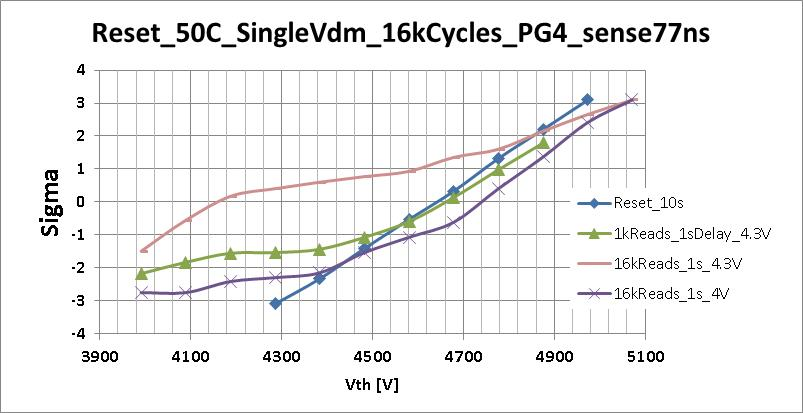 Reset_50C_SingleVdm_16kCycles_PG4_sense77ns
4
3
2
1
0
-1
-2
-3
-4
Sigma
3900 4100 4300 4500 4700 4900 5100
Vth [V]
Reset_10s
1kReads_1sDelay_4.3V
16kReads_1s_4.3V
16kReads_1s_4V